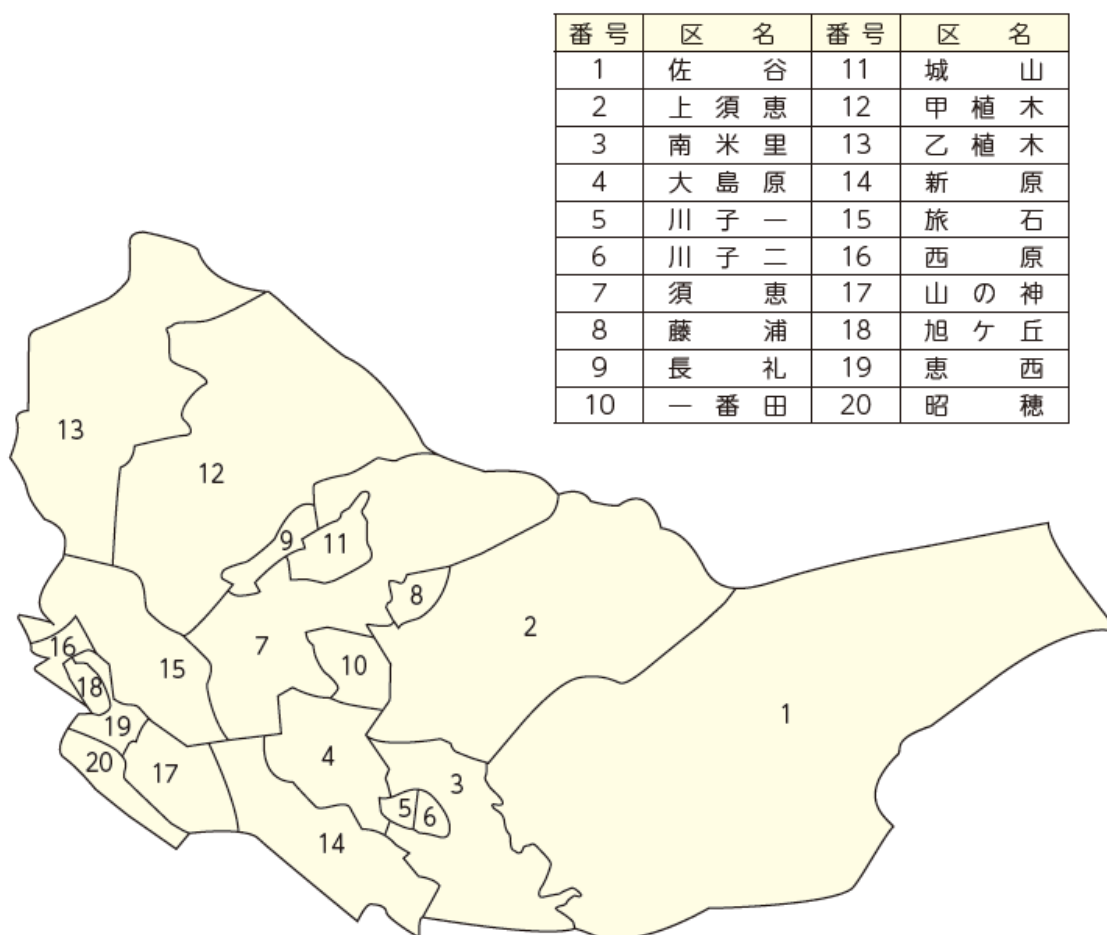 番号 区名 番号 区名
1 佐谷 11 城山
2 上須恵 12 甲植木
3 南米里 13 乙植木
4 大島原 14 新原
5 川子一 15 旅石
6 川子二 16 西原
7 須恵 17 山の神
8 藤浦 18 旭ケ丘
9 長礼 19 恵西
10 一番田 20 昭穂
13
12
9
11
8
2
16
7
10
15
18
1
19
4
20
17
3
5
6
14